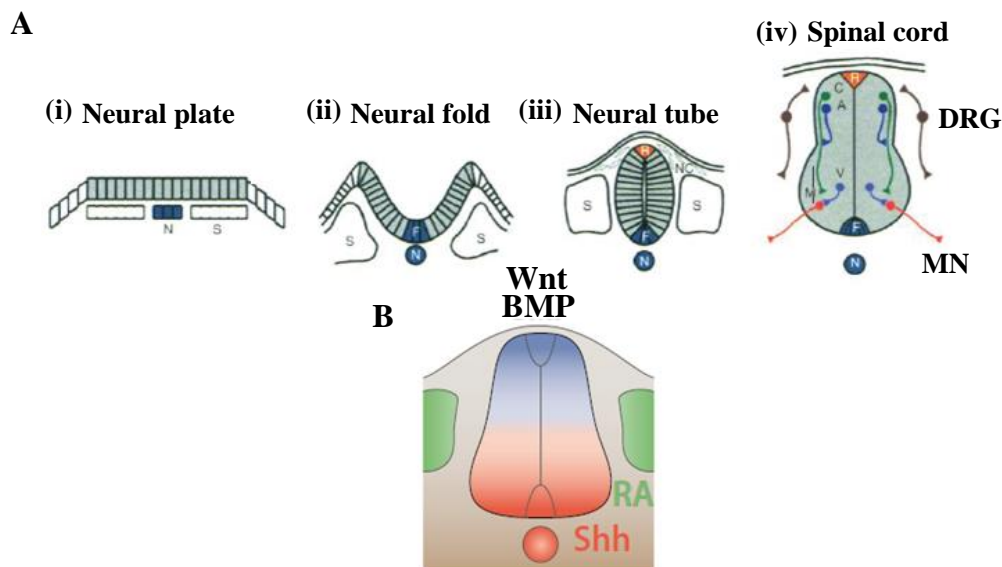 A
(i) Neural plate
N S
(ii) Neural fold
S F S
N
(iii) Neural tube
R
NC
S S
F
N
(iv) Spinal cord
R
C
A
DRG
V
M
F
MN
N
B
Wnt
BMP
RA
Shh